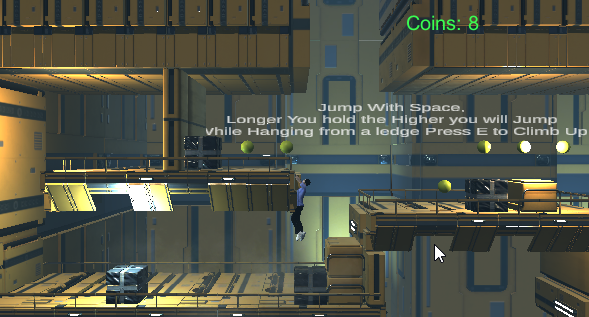 Coins: 8
Jump With Space.
Longer You hold the Higher you will Jump
While Hanging from a ledge Press E to Climb Up